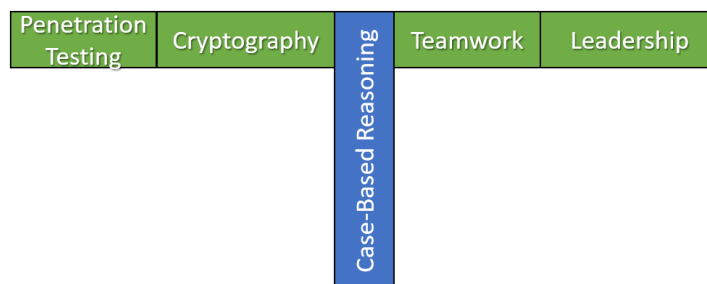 Penetration
Testing
Cryptography
Case-Based Reasoning
Teamwork
Leadership